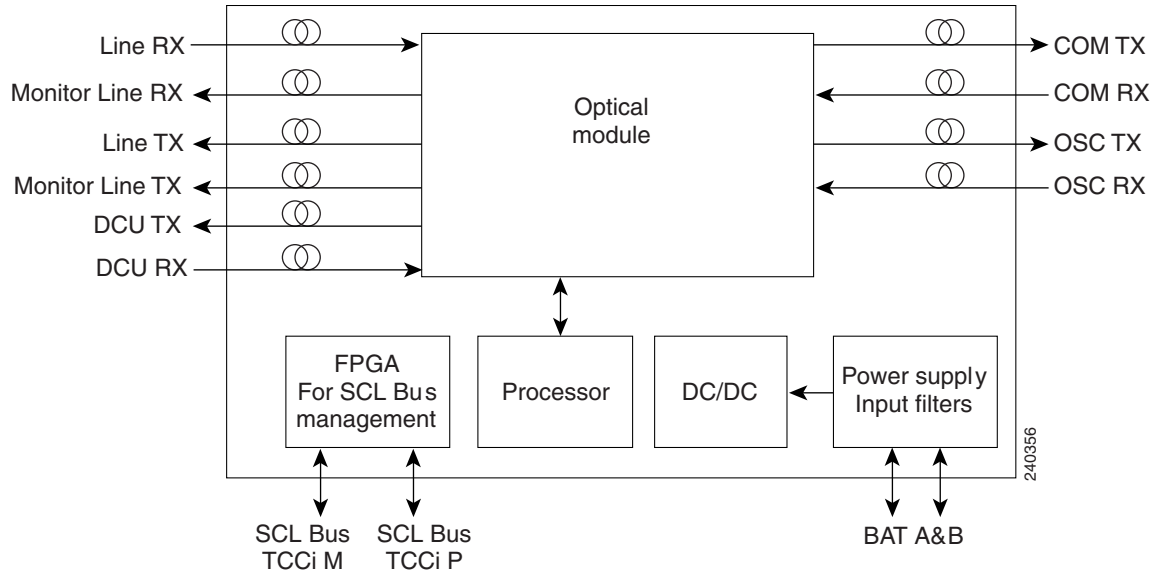 Line RX
Monitor Line RX
Line TX
Monitor Line TX
DCU TX
DCU RX
Optical
module
COM TX
COM RX
OSC TX
OSC RX
FPGA
For SCL Bus
management
Processor
DC/DC
Power supply
Input filters
240356
SCL Bus
TCCi M
SCL Bus
TCCi P
BAT A&B